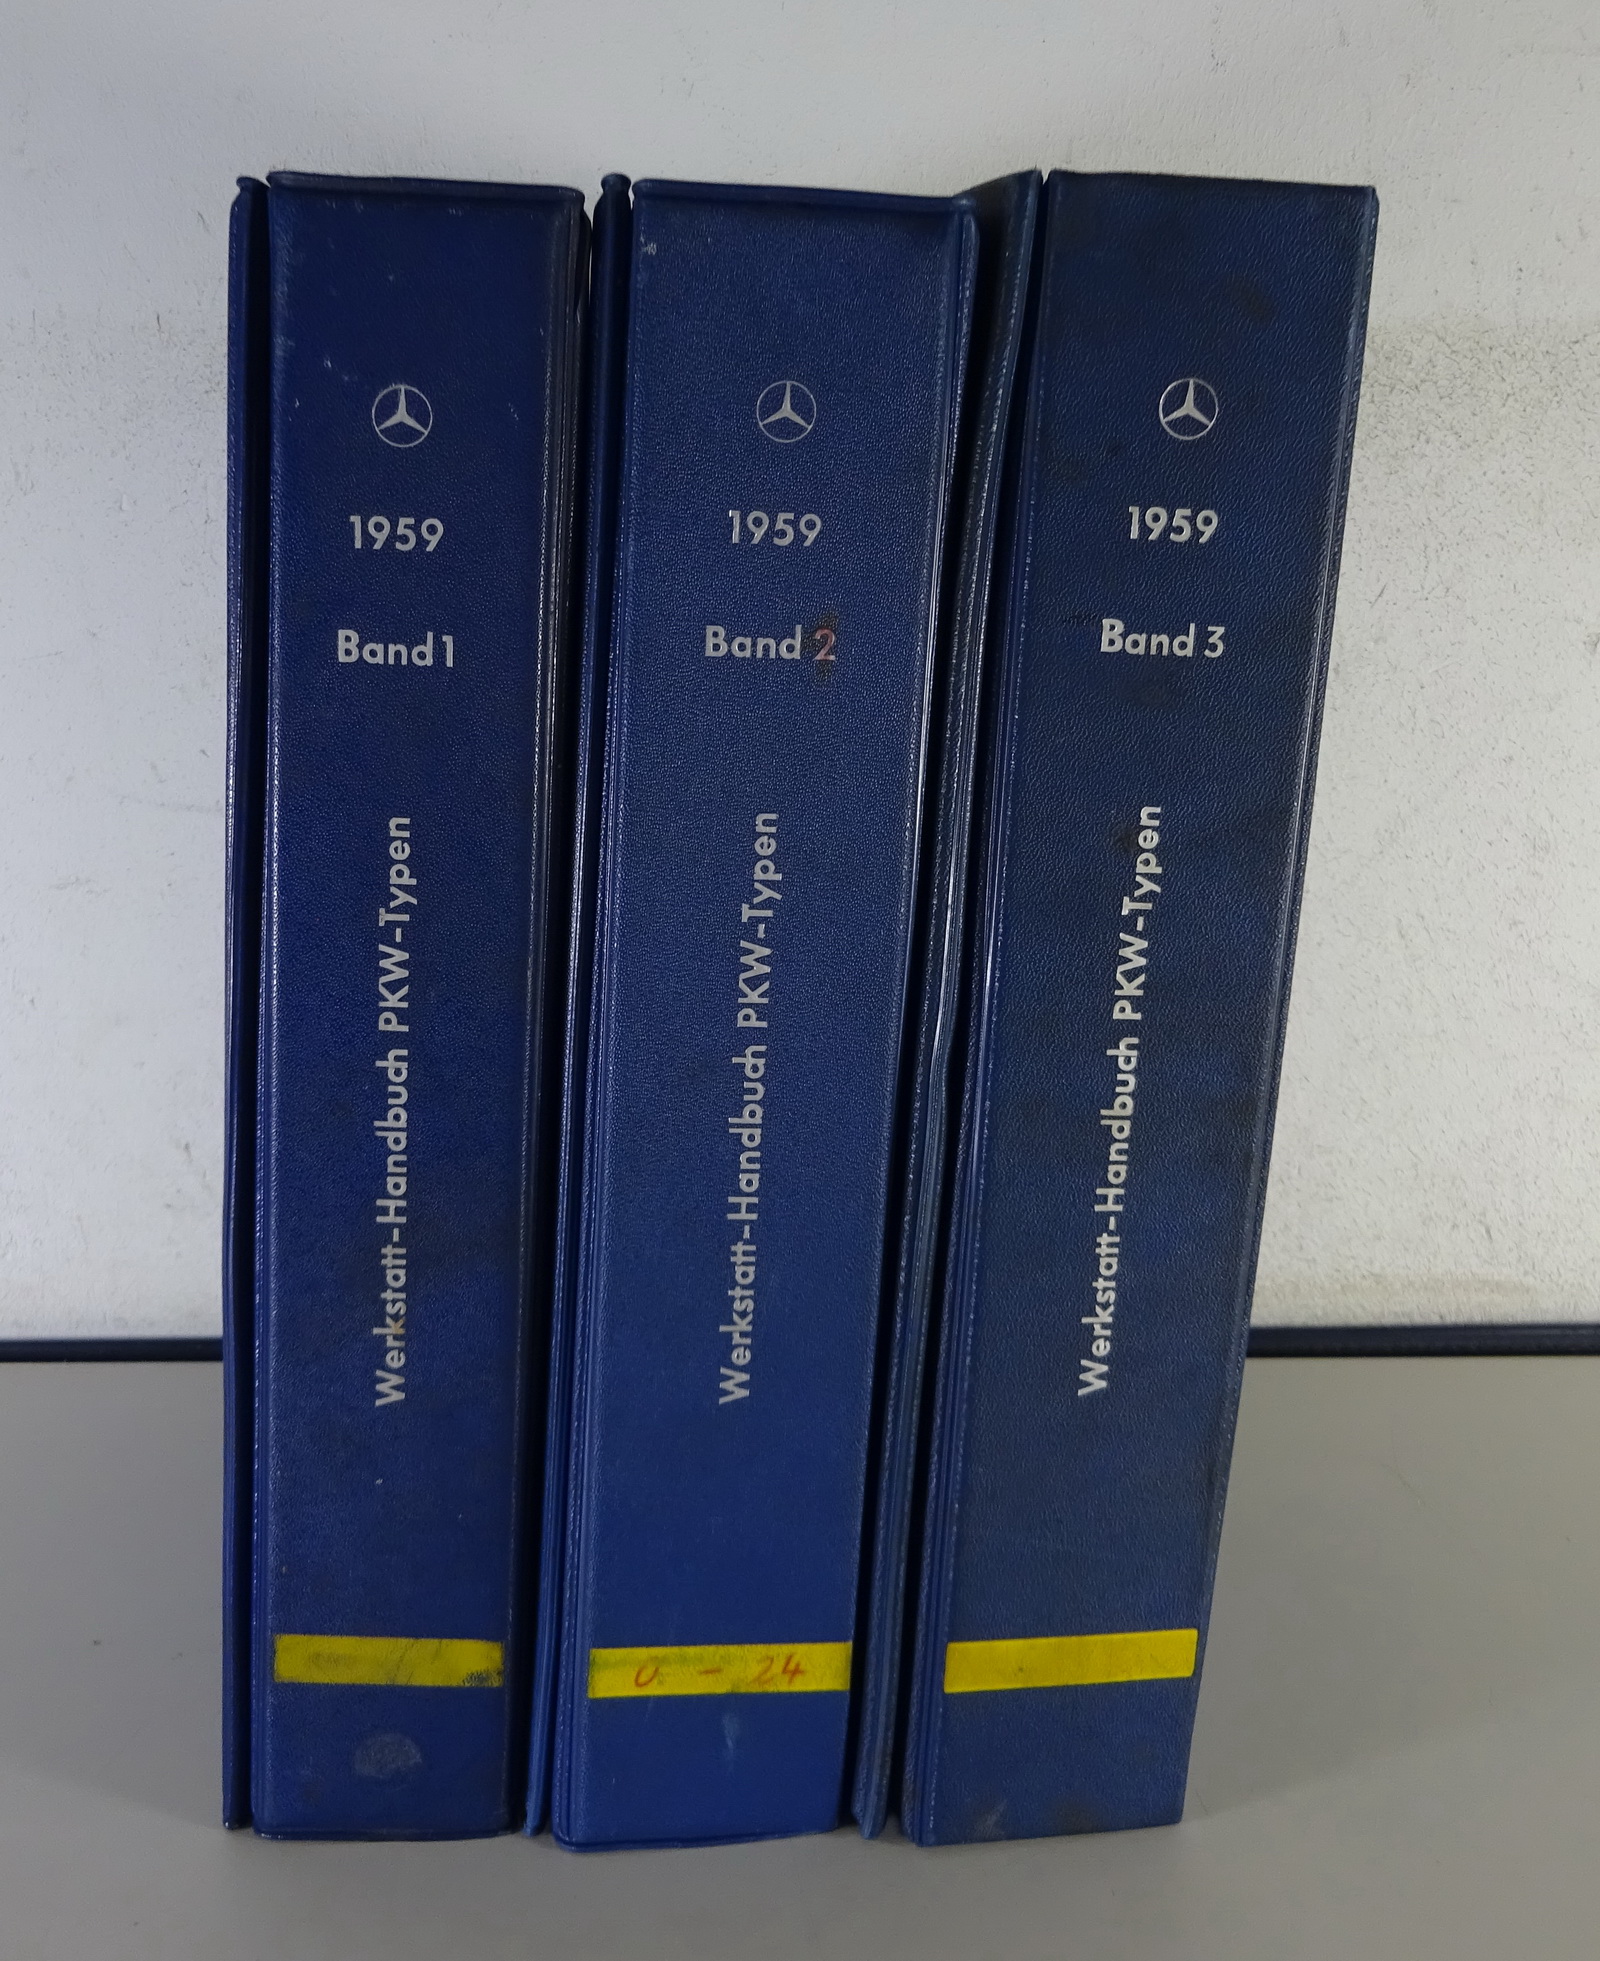 1959
Band 1
Werkstatt-Handbuch PKW-Typen
1959
Band 2
Werkstatt-Handbuch PKW-Typen
0 - 24
1959
Band 3
Werkstatt-Handbuch PKW-Typen